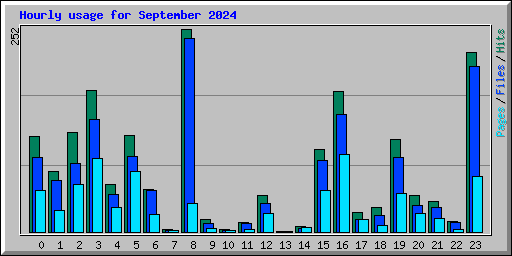 Hourly usage for September 2024
252
Pages/Files/Hits
0 1 2 3 4 5 6 7 8 9 10 11 12 13 14 15 16 17 18 19 20 21 22 23